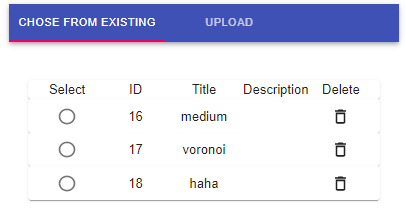 CHOSE FROM EXISTING UPLOAD
Select ID Title Description Delete
16 medium
17 voronoi
18 haha